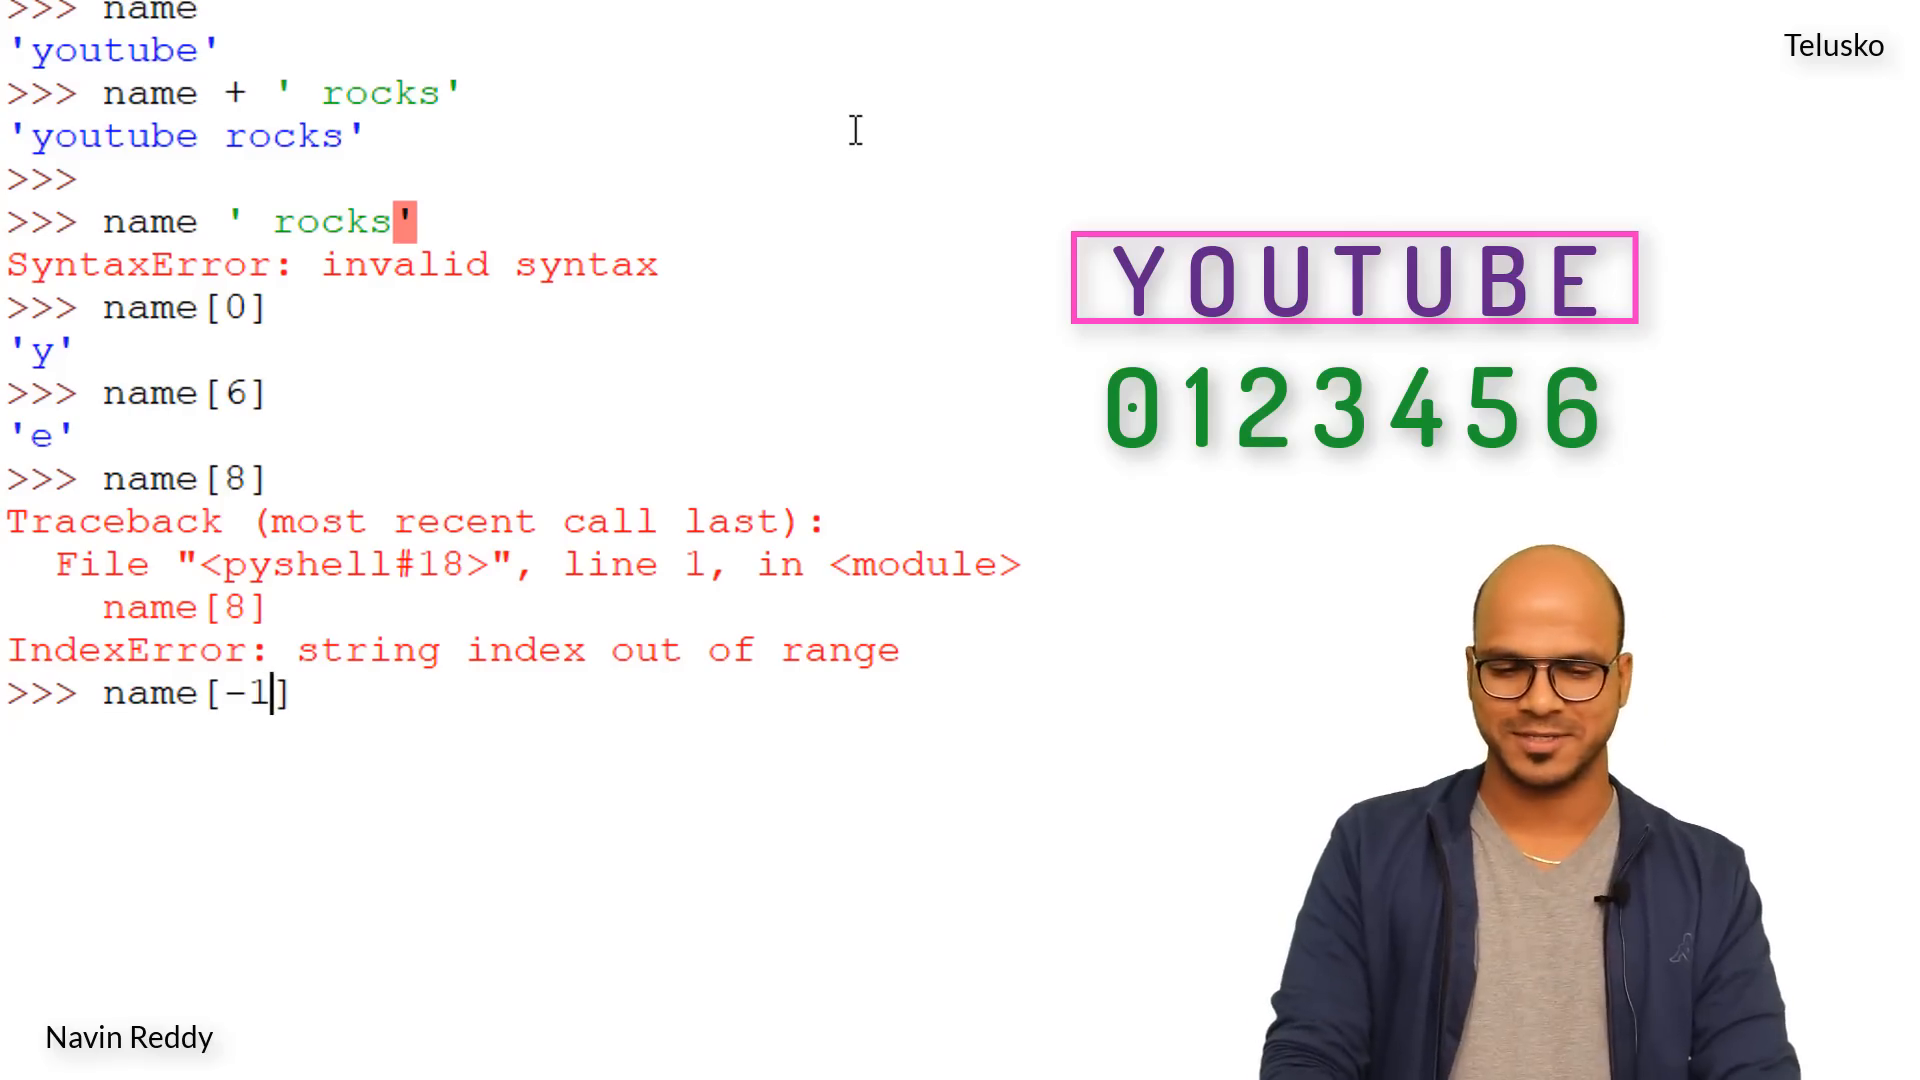 >>> name
'youtube'
>>> name + ' rocks'
'youtube rocks'
>>>
>>> name ' rocks'
SyntaxError: invalid syntax
>>> name[0]
'y'
>>> name[6]
'e'
>>> name[8]
Traceback (most recent call last):
  File "<pyshell#18>", line 1, in <module>
    name[8]
IndexError: string index out of range
>>> name[-1]
Telusko
YOUTUBE
0123456
Navin Reddy